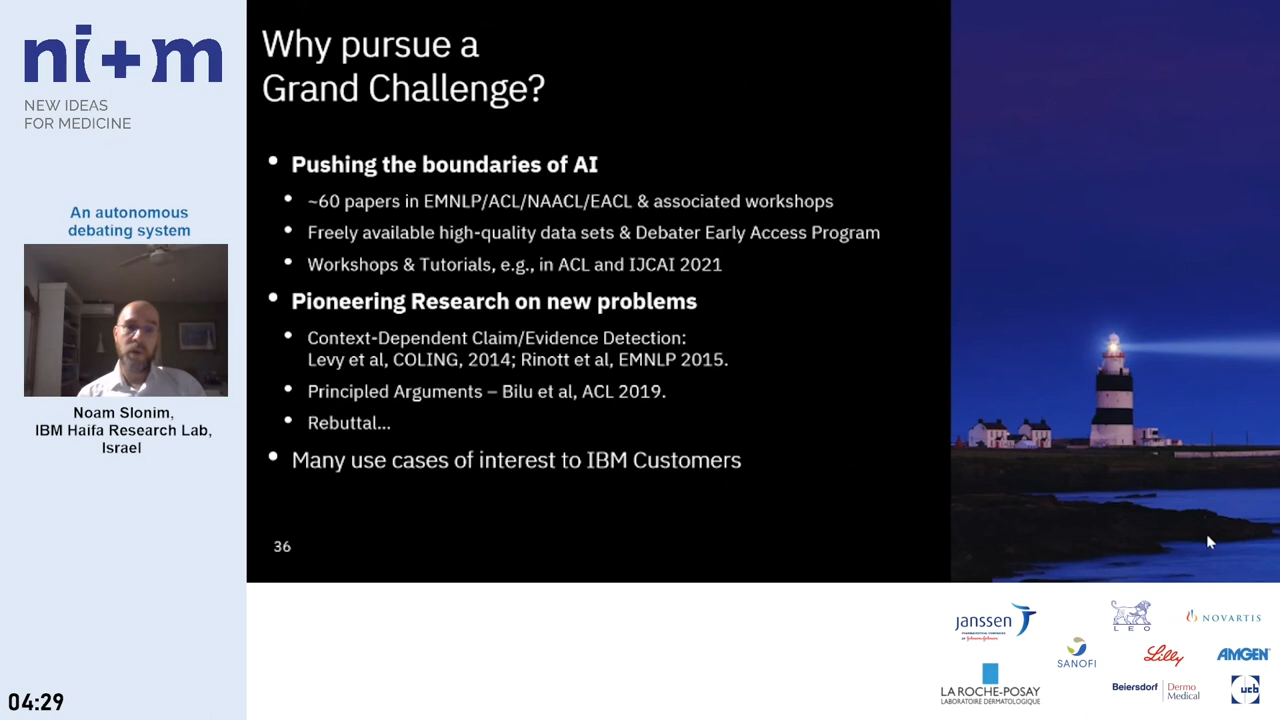 ni+m
NEW IDEAS
FOR MEDICINE
An autonomous
debating system
Noam Slonim,
IBM Haifa Research Lab,
Israel
04:29
Why pursue a
Grand Challenge?
• Pushing the boundaries of AI
• ~60 papers in EMNLP/ACL/NAACL/EACL & associated workshops
• Freely available high-quality data sets & Debater Early Access Program
• Workshops & Tutorials, e.g., in ACL and IJCAI 2021
• Pioneering Research on new problems
• Context-Dependent Claim/Evidence Detection:
Levy et al, COLING, 2014; Rinott et al, EMNLP 2015.
• Principled Arguments – Bilu et al, ACL 2019.
• Rebuttal...
• Many use cases of interest to IBM Customers
36
janssen
PHARMACEUTICAL COMPANIES
OF Johnson&Johnson
LEO
NOVARTIS
SANOFI
Lilly
AMGEN
LA ROCHE-POSAY
LABORATOIRE DERMATOLOGIQUE
Beiersdorf
Dermo
Medical
ucb